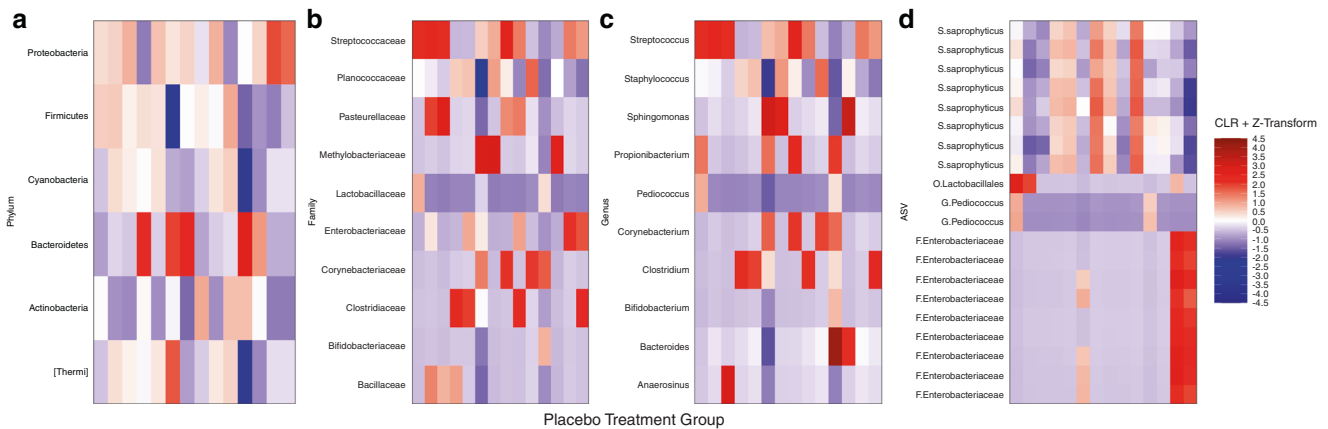 a
Phylum
Proteobacteria
Firmicutes
Cyanobacteria
Bacteroidetes
Actinobacteria
[Thermi]
b
Family
Streptococcaceae
Planococcaceae
Pasteurellaceae
Methylobacteriaceae
Lactobacillaceae
Enterobacteriaceae
Corynebacteriaceae
Clostridiaceae
Bifidobacteriaceae
Bacillaceae
c
Genus
Streptococcus
Staphylococcus
Sphingomonas
Propionibacterium
Pediococcus
Corynebacterium
Clostridium
Bifidobacterium
Bacteroides
Anaerosinus
d
ASV
S.saprophyticus
S.saprophyticus
S.saprophyticus
S.saprophyticus
S.saprophyticus
S.saprophyticus
S.saprophyticus
S.saprophyticus
O.Lactobacillales
G.Pediococcus
G.Pediococcus
F.Enterobacteriaceae
F.Enterobacteriaceae
F.Enterobacteriaceae
F.Enterobacteriaceae
F.Enterobacteriaceae
F.Enterobacteriaceae
F.Enterobacteriaceae
F.Enterobacteriaceae
F.Enterobacteriaceae
CLR + Z-Transform
4.5
4.0
3.5
3.0
2.5
2.0
1.5
1.0
0.5
0.0
-0.5
-1.0
-1.5
-2.0
-2.5
-3.0
-3.5
-4.0
-4.5
Placebo Treatment Group